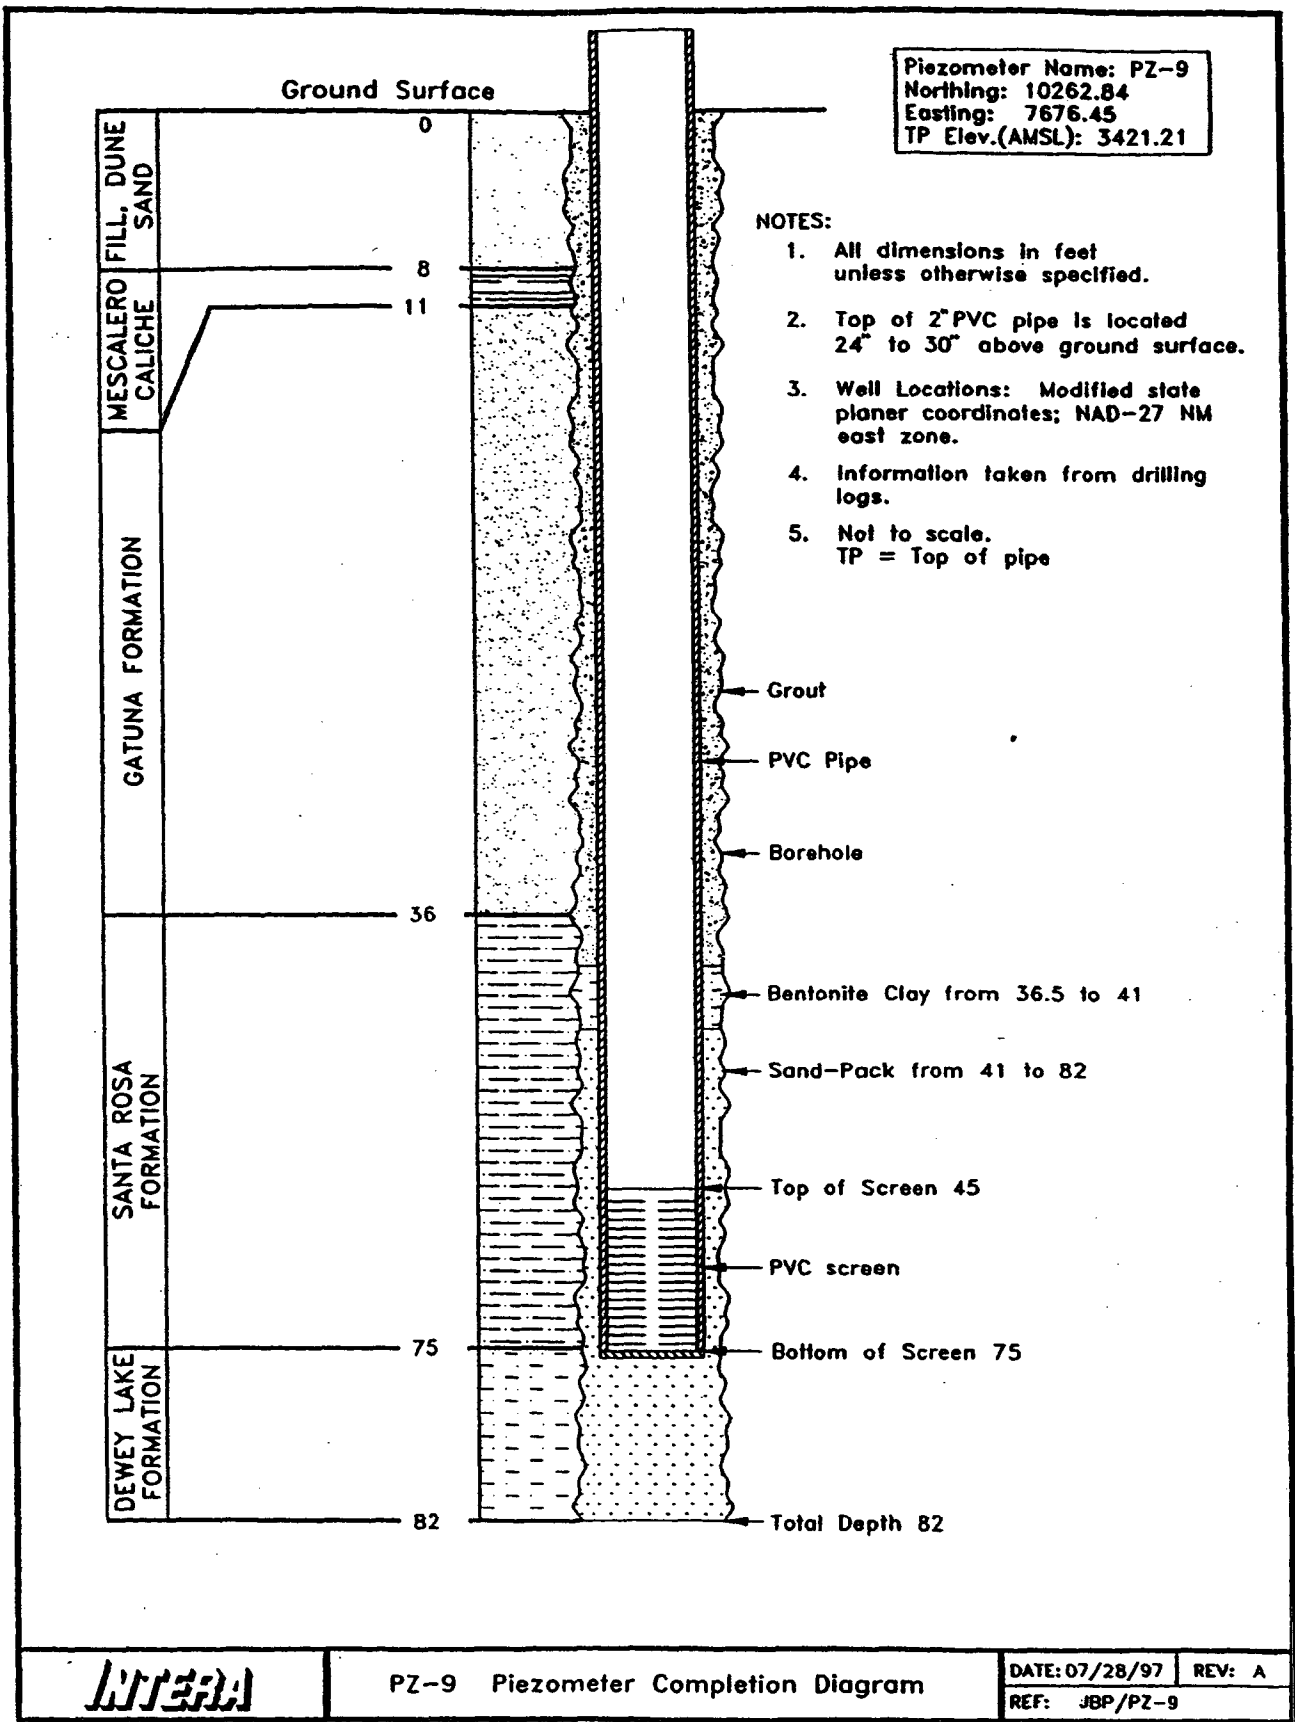 Ground Surface
Piezometer Name: PZ-9
Northing: 10262.84
Easting: 7676.45
TP Elev.(AMSL): 3421.21
0
FILL, DUNE
SAND
8
MESCALERO
CALICHE
11
NOTES:
1. All dimensions in feet
unless otherwise specified.
2. Top of 2" PVC pipe is located
24" to 30" above ground surface.
3. Well Locations: Modified state
planer coordinates; NAD-27 NM
east zone.
4. Information taken from drilling
logs.
5. Not to scale.
TP = Top of pipe
GATUNA FORMATION
Grout
PVC Pipe
Borehole
36
Bentonite Clay from 36.5 to 41
Sand-Pack from 41 to 82
SANTA ROSA
FORMATION
Top of Screen 45
PVC screen
75
Bottom of Screen 75
DEWEY LAKE
FORMATION
82
Total Depth 82
INTERA
PZ-9 Piezometer Completion Diagram
DATE: 07/28/97 REV: A
REF: JBP/PZ-9